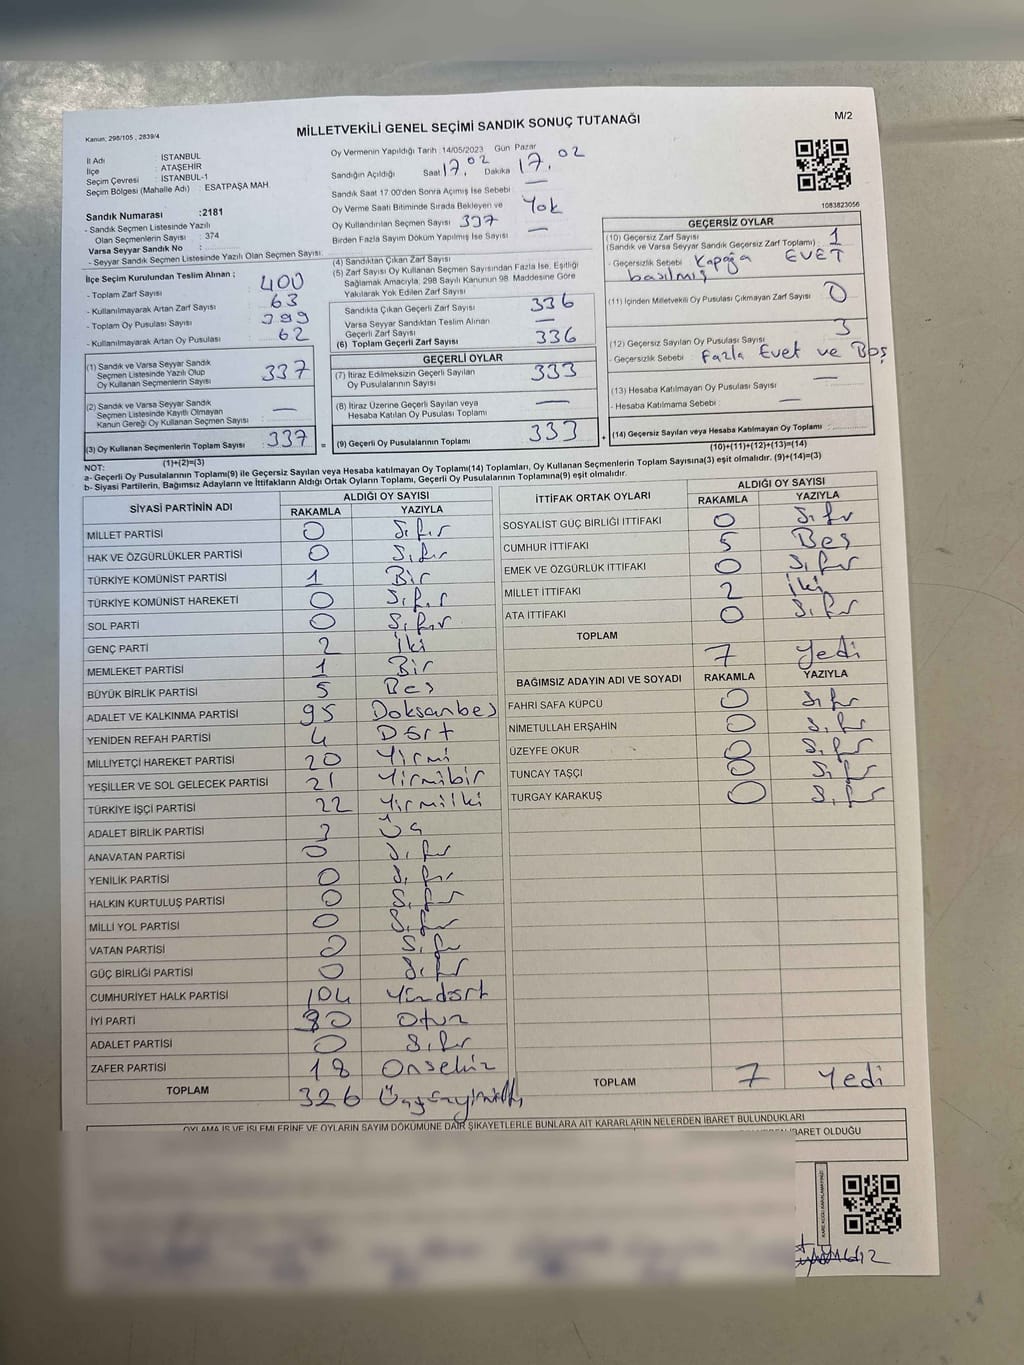 Kanun, 298/105 , 2839/4
MİLLETVEKİLİ GENEL SEÇİMİ SANDIK SONUÇ TUTANAĞI
M/2
İl Adı : İSTANBUL
İlçe : ATAŞEHİR
Seçim Çevresi : İSTANBUL-1
Seçim Bölgesi (Mahalle Adı) : ESATPAŞA MAH
Sandık Numarası :2181
- Sandık Seçmen Listesinde Yazılı
Olan Seçmenlerin Sayısı : 374
Varsa Seyyar Sandık No :
- Seyyar Sandık Seçmen Listesinde Yazılı Olan Seçmen Sayısı:
Oy Vermenin Yapıldığı Tarih :14/05/2023 Gün Pazar
Sandığın Açıldığı Saat 17.02 Dakika 17.02
Sandık Saat 17.00'den Sonra Açımış İse Sebebi : —
Oy Verme Saati Bitiminde Sırada Bekleyen ve Yok
Oy Kullandırılan Seçmen Sayısı 337
Birden Fazla Sayım Döküm Yapılmış İse Sayısı : —
1083823056
İlçe Seçim Kurulundan Teslim Alınan ;
- Toplam Zarf Sayısı : 400
- Kullanılmayarak Artan Zarf Sayısı : 63
- Toplam Oy Pusulası Sayısı : 399
- Kullanılmayarak Artan Oy Pusulası : 62
(1) Sandık ve Varsa Seyyar Sandık
Seçmen Listesinde Yazılı Olup
Oy Kullanan Seçmenlerin Sayısı : 337
(2) Sandık ve Varsa Seyyar Sandık
Seçmen Listesinde Kayıtlı Olmayan
Kanun Gereği Oy Kullanan Seçmen Sayısı : —
(3) Oy Kullanan Seçmenlerin Toplam Sayısı : 337 =
(1)+(2)=(3)
(4) Sandıktan Çıkan Zarf Sayısı
(5) Zarf Sayısı Oy Kullanan Seçmen Sayısından Fazla İse, Eşitliği
Sağlamak Amacıyla; 298 Sayılı Kanunun 98. Maddesine Göre
Yakılarak Yok Edilen Zarf Sayısı
Sandıkta Çıkan Geçerli Zarf Sayısı : 336
Varsa Seyyar Sandıktan Teslim Alınan
Geçerli Zarf Sayısı : —
(6) Toplam Geçerli Zarf Sayısı : 336
GEÇERLİ OYLAR
(7) İtiraz Edilmeksizin Geçerli Sayılan
Oy Pusulalarının Sayısı : 333
(8) İtiraz Üzerine Geçerli Sayılan veya
Hesaba Katılan Oy Pusulası Toplamı : —
(9) Geçerli Oy Pusulalarının Toplamı : 333 +
GEÇERSİZ OYLAR
(10) Geçersiz Zarf Sayısı
(Sandık ve Varsa Seyyar Sandık Geçersiz Zarf Toplamı) : 1
- Geçersizlik Sebebi : Kapağa EVET
basılmış
(11) İçinden Milletvekili Oy Pusulası Çıkmayan Zarf Sayısı : 0
(12) Geçersiz Sayılan Oy Pusulası Sayısı : 3
- Geçersizlik Sebebi : Fazla Evet ve Boş
(13) Hesaba Katılmayan Oy Pusulası Sayısı : —
- Hesaba Katılmama Sebebi : —
(14) Geçersiz Sayılan veya Hesaba Katılmayan Oy Toplamı :
(10)+(11)+(12)+(13)=(14)
NOT:
a- Geçerli Oy Pusulalarının Toplamı(9) ile Geçersiz Sayılan veya Hesaba katılmayan Oy Toplamı(14) Toplamları, Oy Kullanan Seçmenlerin Toplam Sayısına(3) eşit olmalıdır. (9)+(14)=(3)
b- Siyasi Partilerin, Bağımsız Adayların ve İttifakların Aldığı Ortak Oyların Toplamı, Geçerli Oy Pusulalarının Toplamına(9) eşit olmalıdır.
SİYASİ PARTİNİN ADI ALDIĞI OY SAYISI
RAKAMLA YAZIYLA
MİLLET PARTİSİ 0 Sıfır
HAK VE ÖZGÜRLÜKLER PARTİSİ 0 Sıfır
TÜRKİYE KOMÜNİST PARTİSİ 1 Bir
TÜRKİYE KOMÜNİST HAREKETİ 0 Sıfır
SOL PARTİ 0 Sıfır
GENÇ PARTİ 2 İki
MEMLEKET PARTİSİ 1 Bir
BÜYÜK BİRLİK PARTİSİ 5 Beş
ADALET VE KALKINMA PARTİSİ 95 Doksanbeş
YENİDEN REFAH PARTİSİ 4 Dört
MİLLİYETÇİ HAREKET PARTİSİ 20 Yirmi
YEŞİLLER VE SOL GELECEK PARTİSİ 21 Yirmibir
TÜRKİYE İŞÇİ PARTİSİ 22 Yirmiİki
ADALET BİRLİK PARTİSİ 3 Üç
ANAVATAN PARTİSİ 0 Sıfır
YENİLİK PARTİSİ 0 Sıfır
HALKIN KURTULUŞ PARTİSİ 0 Sıfır
MİLLİ YOL PARTİSİ 0 Sıfır
VATAN PARTİSİ 0 Sıfır
GÜÇ BİRLİĞİ PARTİSİ 0 Sıfır
CUMHURİYET HALK PARTİSİ 104 Yüzdört
İYİ PARTİ 30 Otuz
ADALET PARTİSİ 0 Sıfır
ZAFER PARTİSİ 18 Onsekiz
TOPLAM 326 Üçyüzyirmialtı
İTTİFAK ORTAK OYLARI ALDIĞI OY SAYISI
RAKAMLA YAZIYLA
SOSYALİST GÜÇ BİRLİĞİ İTTİFAKI 0 Sıfır
CUMHUR İTTİFAKI 5 Beş
EMEK VE ÖZGÜRLÜK İTTİFAKI 0 Sıfır
MİLLET İTTİFAKI 2 İki
ATA İTTİFAKI 0 Sıfır
TOPLAM 7 Yedi
BAĞIMSIZ ADAYIN ADI VE SOYADI RAKAMLA YAZIYLA
FAHRİ SAFA KÜPCÜ 0 Sıfır
NİMETULLAH ERŞAHİN 0 Sıfır
ÜZEYFE OKUR 0 Sıfır
TUNCAY TAŞÇI 0 Sıfır
TURGAY KARAKUŞ 0 Sıfır
TOPLAM 7 Yedi
OYLAMA İŞ VE İŞLEMLERİNE VE OYLARIN SAYIM DÖKÜMÜNE DAİR ŞİKAYETLERLE BUNLARA AİT KARARLARIN NELERDEN İBARET BULUNDUKLARI
İBARET OLDUĞU